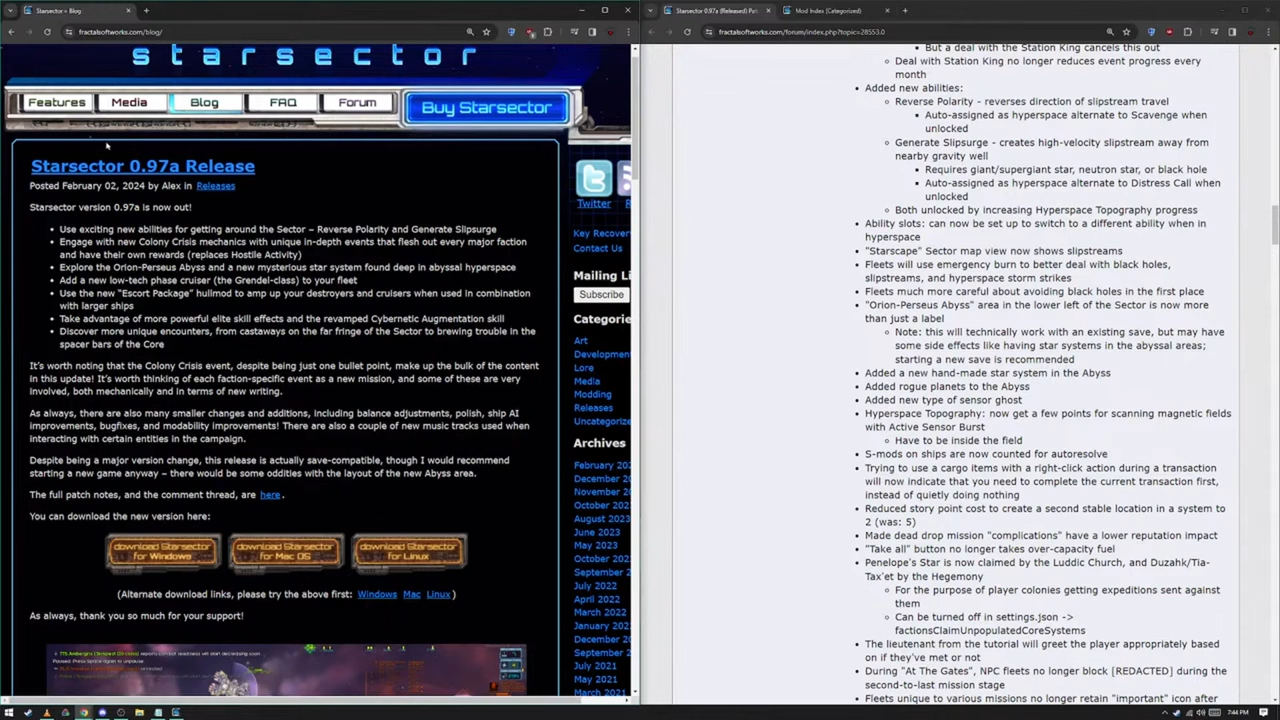 Starsector » Blog
fractalsoftworks.com/blog/
starsector
Features
Media
Blog
FAQ
Forum
Buy Starsector
Starsector 0.97a Release
Posted February 02, 2024 by Alex in Releases
Starsector version 0.97a is now out!
Use exciting new abilities for getting around the Sector – Reverse Polarity and Generate Slipsurge
Engage with new Colony Crisis mechanics with unique in-depth events that flesh out every major faction
and have their own rewards (replaces Hostile Activity)
Explore the Orion-Perseus Abyss and a new mysterious star system found deep in abyssal hyperspace
Add a new low-tech phase cruiser (the Grendel-class) to your fleet
Use the new “Escort Package” hullmod to amp up your destroyers and cruisers when used in combination
with larger ships
Take advantage of more powerful elite skill effects and the revamped Cybernetic Augmentation skill
Discover more unique encounters, from castaways on the far fringe of the Sector to brewing trouble in the
spacer bars of the Core
It’s worth noting that the Colony Crisis event, despite being just one bullet point, make up the bulk of the content
in this update! It’s worth thinking of each faction-specific event as a new mission, and some of these are very
involved, both mechanically and in terms of new writing.
As always, there are also many smaller changes and additions, including balance adjustments, polish, ship AI
improvements, bugfixes, and modability improvements! There are also a couple of new music tracks used when
interacting with certain entities in the campaign.
Despite being a major version change, this release is actually save-compatible, though I would recommend
starting a new game anyway – there would be some oddities with the layout of the new Abyss area.
The full patch notes, and the comment thread, are here.
You can download the new version here:
download Starsector
for Windows
download Starsector
for Mac OS
download Starsector
for Linux
(Alternate download links, please try the above first: Windows Mac Linux)
As always, thank you so much for your support!
Twitter
R
Key Recovery
Contact Us
Mailing Li
Subscribe
Categorie
Art
Development
Lore
Media
Modding
Releases
Uncategorize
Archives
February 202
December 20
November 20
October 2023
August 2023
June 2023
May 2023
October 2022
September 2
July 2022
April 2022
March 2022
January 2022
December 20
September 2
July 2021
May 2021
March 2021
Starsector 0.97a (Released) Pat
Mod Index (Categorized)
fractalsoftworks.com/forum/index.php?topic=28553.0
But a deal with the Station King cancels this out
Deal with Station King no longer reduces event progress every
month
Added new abilities:
Reverse Polarity - reverses direction of slipstream travel
Auto-assigned as hyperspace alternate to Scavenge when
unlocked
Generate Slipsurge - creates high-velocity slipstream away from
nearby gravity well
Requires giant/supergiant star, neutron star, or black hole
Auto-assigned as hyperspace alternate to Distress Call when
unlocked
Both unlocked by increasing Hyperspace Topography progress
Ability slots: can now be set up to switch to a different ability when in
hyperspace
"Starscape" Sector map view now shows slipstreams
Fleets will use emergency burn to better deal with black holes,
slipstreams, and hyperspace storm strikes
Fleets much more careful about avoiding black holes in the first place
"Orion-Perseus Abyss" area in the lower left of the Sector is now more
than just a label
Note: this will technically work with an existing save, but may have
some side effects like having star systems in the abyssal areas;
starting a new save is recommended
Added a new hand-made star system in the Abyss
Added rogue planets to the Abyss
Added new type of sensor ghost
Hyperspace Topography: now get a few points for scanning magnetic fields
with Active Sensor Burst
Have to be inside the field
S-mods on ships are now counted for autoresolve
Trying to use a cargo items with a right-click action during a transaction
will now indicate that you need to complete the current transaction first,
instead of quietly doing nothing
Reduced story point cost to create a second stable location in a system to
2 (was: 5)
Made dead drop mission "complications" have a lower reputation impact
"Take all" button no longer takes over-capacity fuel
Penelope's Star is now claimed by the Luddic Church, and Duzahk/Tia-
Tax'et by the Hegemony
For the purpose of player colonies getting expeditions sent against
them
Can be turned off in settings.json ->
factionsClaimUnpopulatedCoreSystems
The lieutenant from the tutorial will greet the player appropriately based
on if they've met or not
During "At The Gates", NPC fleets no longer block [REDACTED] during the
second-to-last mission stage
Fleets unique to various missions no longer retain "important" icon after
7:44 PM